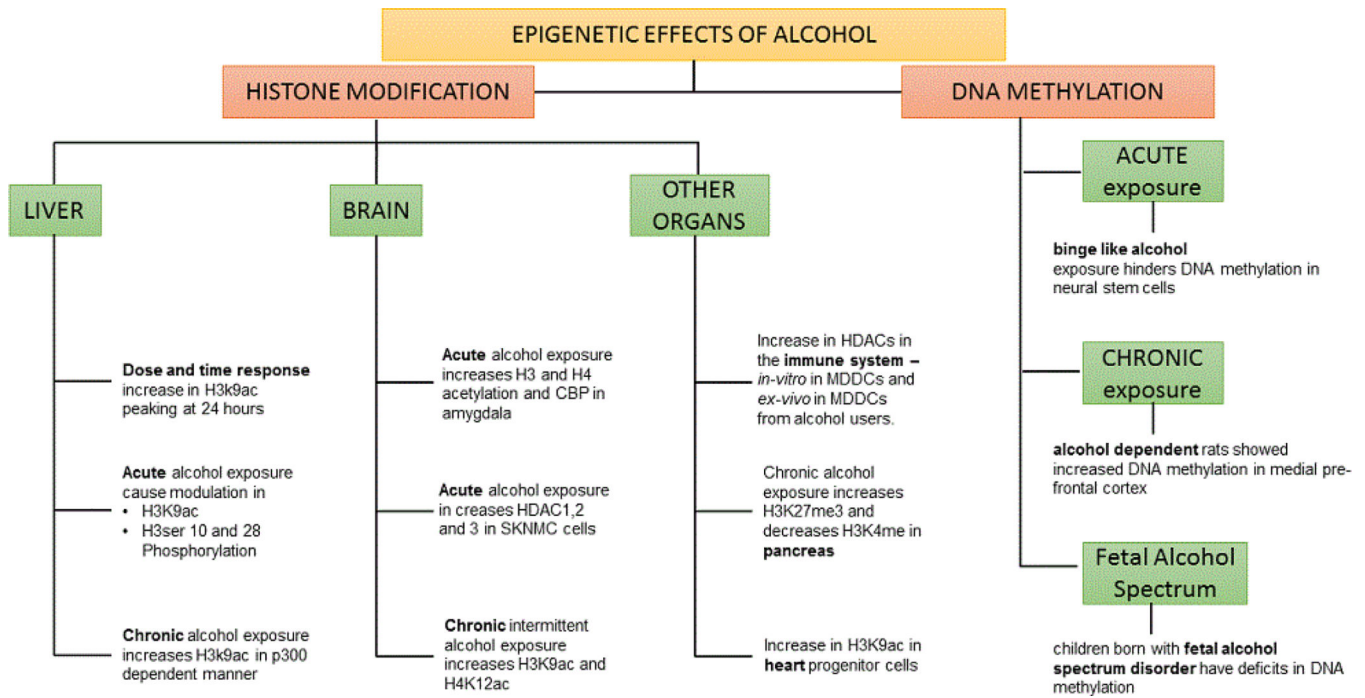 EPIGENETIC EFFECTS OF ALCOHOL
HISTONE MODIFICATION
DNA METHYLATION
LIVER
BRAIN
OTHER
ORGANS
ACUTE
exposure
binge like alcohol
exposure hinders DNA methylation in
neural stem cells
CHRONIC
exposure
alcohol dependent rats showed
increased DNA methylation in medial pre-
frontal cortex
Fetal Alcohol
Spectrum
children born with fetal alcohol
spectrum disorder have deficits in DNA
methylation
Dose and time response
increase in H3k9ac
peaking at 24 hours
Acute alcohol exposure
cause modulation in
• H3K9ac
• H3ser 10 and 28
Phosphorylation
Chronic alcohol exposure
increases H3k9ac in p300
dependent manner
Acute alcohol exposure
increases H3 and H4
acetylation and CBP in
amygdala
Acute alcohol exposure
in creases HDAC1,2
and 3 in SKNMC cells
Chronic intermittent
alcohol exposure
increases H3K9ac and
H4K12ac
Increase in HDACs in
the immune system –
in-vitro in MDDCs and
ex-vivo in MDDCs
from alcohol users.
Chronic alcohol
exposure increases
H3K27me3 and
decreases H3K4me in
pancreas
Increase in H3K9ac in
heart progenitor cells